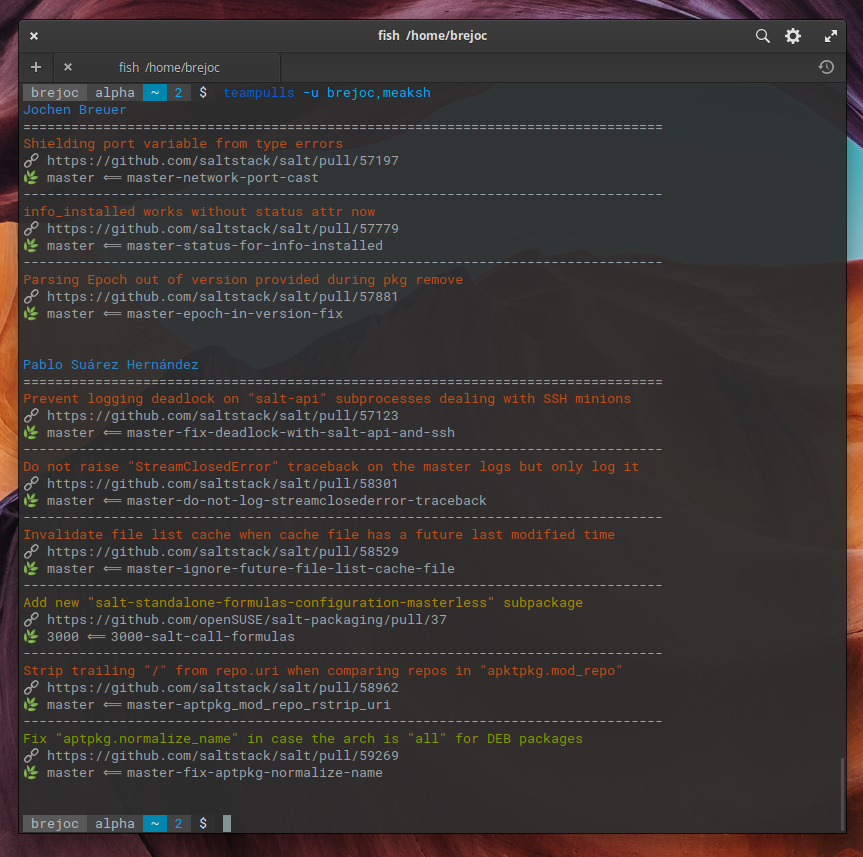 fish /home/brejoc
fish /home/brejoc
brejoc alpha ~ 2 $ teampulls -u brejoc,meaksh
Jochen Breuer
================================================================================
Shielding port variable from type errors
🔗 https://github.com/saltstack/salt/pull/57197
🌿 master ⟸ master-network-port-cast
--------------------------------------------------------------------------------
info_installed works without status attr now
🔗 https://github.com/saltstack/salt/pull/57779
🌿 master ⟸ master-status-for-info-installed
--------------------------------------------------------------------------------
Parsing Epoch out of version provided during pkg remove
🔗 https://github.com/saltstack/salt/pull/57881
🌿 master ⟸ master-epoch-in-version-fix
Pablo Suárez Hernández
================================================================================
Prevent logging deadlock on "salt-api" subprocesses dealing with SSH minions
🔗 https://github.com/saltstack/salt/pull/57123
🌿 master ⟸ master-fix-deadlock-with-salt-api-and-ssh
--------------------------------------------------------------------------------
Do not raise "StreamClosedError" traceback on the master logs but only log it
🔗 https://github.com/saltstack/salt/pull/58301
🌿 master ⟸ master-do-not-log-streamclosederror-traceback
--------------------------------------------------------------------------------
Invalidate file list cache when cache file has a future last modified time
🔗 https://github.com/saltstack/salt/pull/58529
🌿 master ⟸ master-ignore-future-file-list-cache-file
--------------------------------------------------------------------------------
Add new "salt-standalone-formulas-configuration-masterless" subpackage
🔗 https://github.com/openSUSE/salt-packaging/pull/37
🌿 3000 ⟸ 3000-salt-call-formulas
--------------------------------------------------------------------------------
Strip trailing "/" from repo.uri when comparing repos in "apktpkg.mod_repo"
🔗 https://github.com/saltstack/salt/pull/58962
🌿 master ⟸ master-aptpkg_mod_repo_rstrip_uri
--------------------------------------------------------------------------------
Fix "aptpkg.normalize_name" in case the arch is "all" for DEB packages
🔗 https://github.com/saltstack/salt/pull/59269
🌿 master ⟸ master-fix-aptpkg-normalize-name
brejoc alpha ~ 2 $